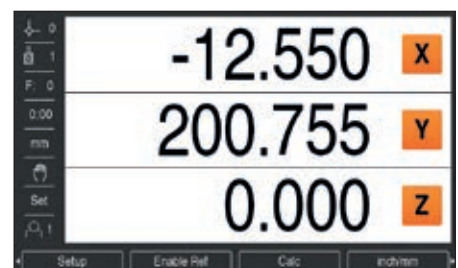 0
-12.550 X
1
F: 0
0:00
200.755 Y
mm
Set
0.000 Z
1
Setup Enable Ref Calc inch/mm